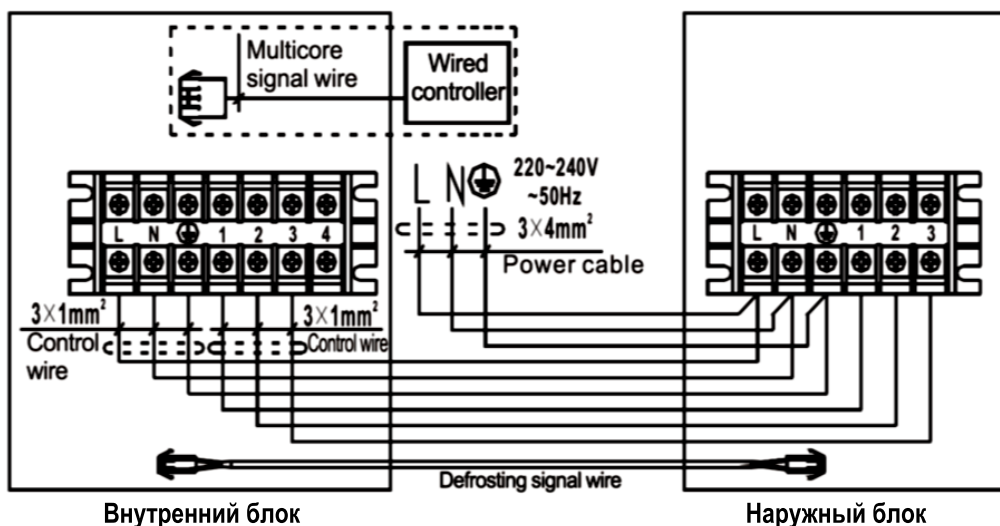 Multicore
signal wire
Wired
controller
L N 220~240V
~50Hz
3×4mm²
Power cable
L N 1 2 3 4
L N 1 2 3
3×1mm²
Control
wire
3×1mm²
Control wire
Defrosting signal wire
Внутренний блок
Наружный блок